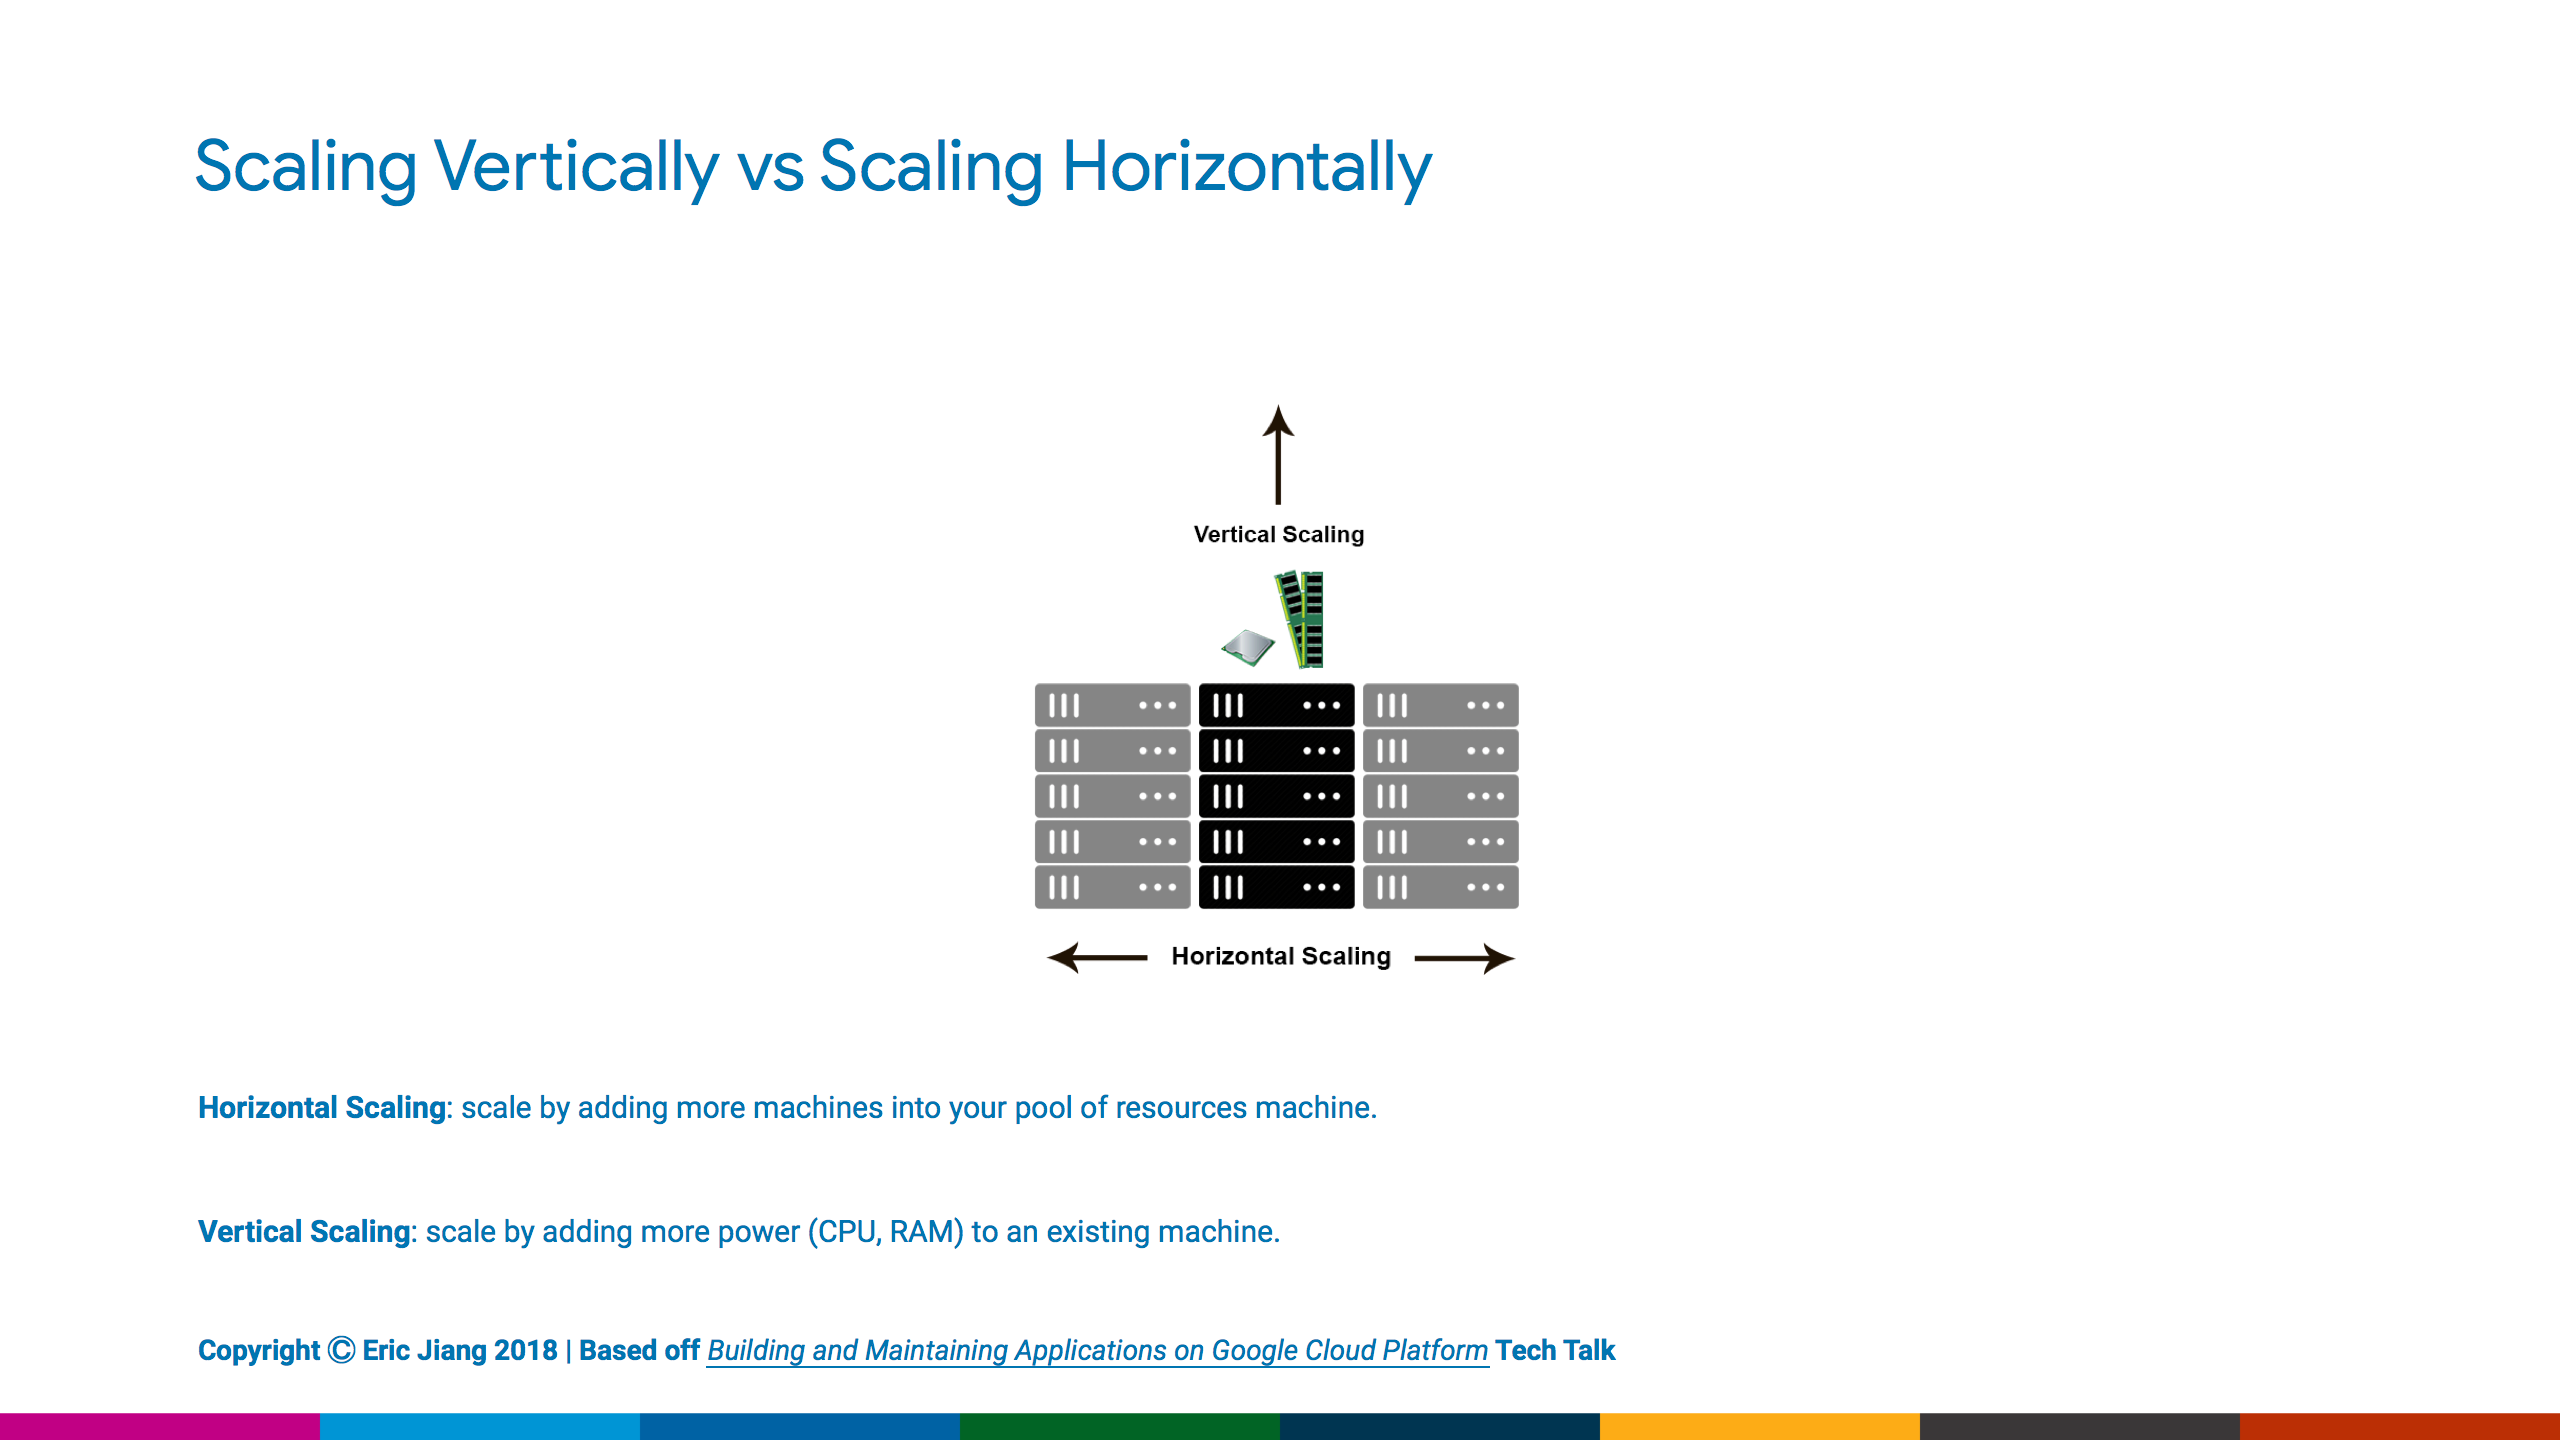 Scaling Vertically vs Scaling Horizontally
Vertical Scaling
Horizontal Scaling
Horizontal Scaling: scale by adding more machines into your pool of resources machine.
Vertical Scaling: scale by adding more power (CPU, RAM) to an existing machine.
Copyright © Eric Jiang 2018 | Based off Building and Maintaining Applications on Google Cloud Platform Tech Talk